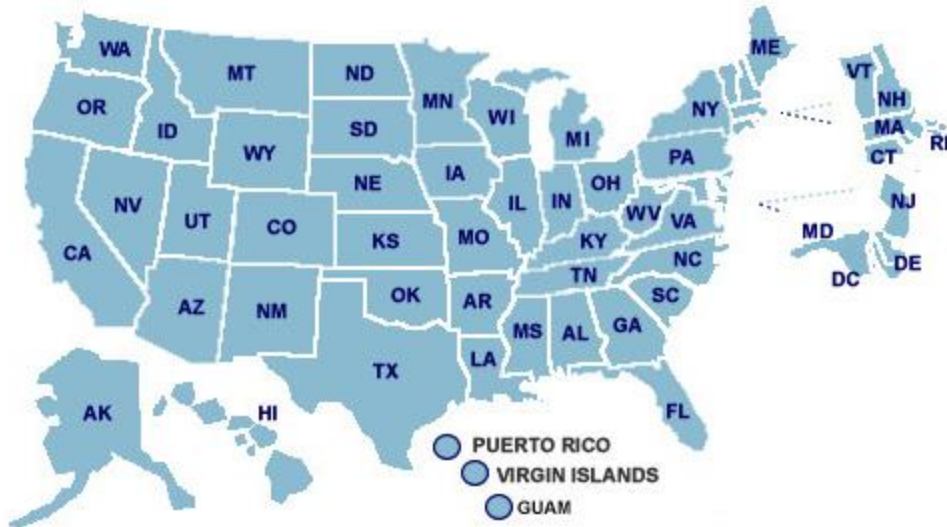 WA
MT
ND
MN
ME
VT
NH
OR
ID
SD
WI
MI
NY
MA
RI
WY
CT
PA
IA
NE
OH
IL
IN
NJ
NV
UT
CO
WV
VA
MD
CA
KS
MO
KY
NC
DE
TN
DC
AZ
NM
OK
AR
SC
MS
AL
GA
LA
TX
AK
HI
FL
PUERTO RICO
VIRGIN ISLANDS
GUAM